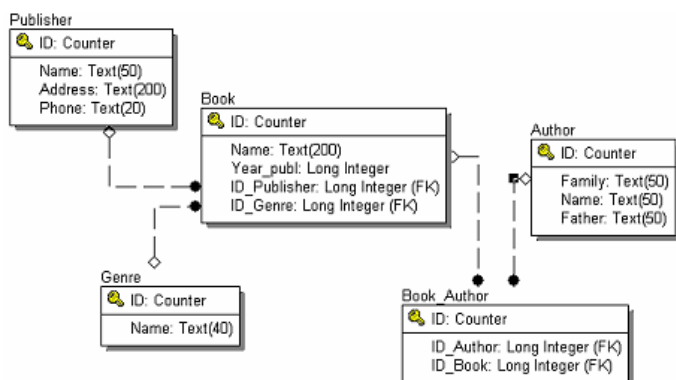 Publisher
ID: Counter
Name: Text(50)
Address: Text(200)
Phone: Text(20)
Book
ID: Counter
Name: Text(200)
Year_publ: Long Integer
ID_Publisher: Long Integer (FK)
ID_Genre: Long Integer (FK)
Author
ID: Counter
Family: Text(50)
Name: Text(50)
Father: Text(50)
Genre
ID: Counter
Name: Text(40)
Book_Author
ID: Counter
ID_Author: Long Integer (FK)
ID_Book: Long Integer (FK)